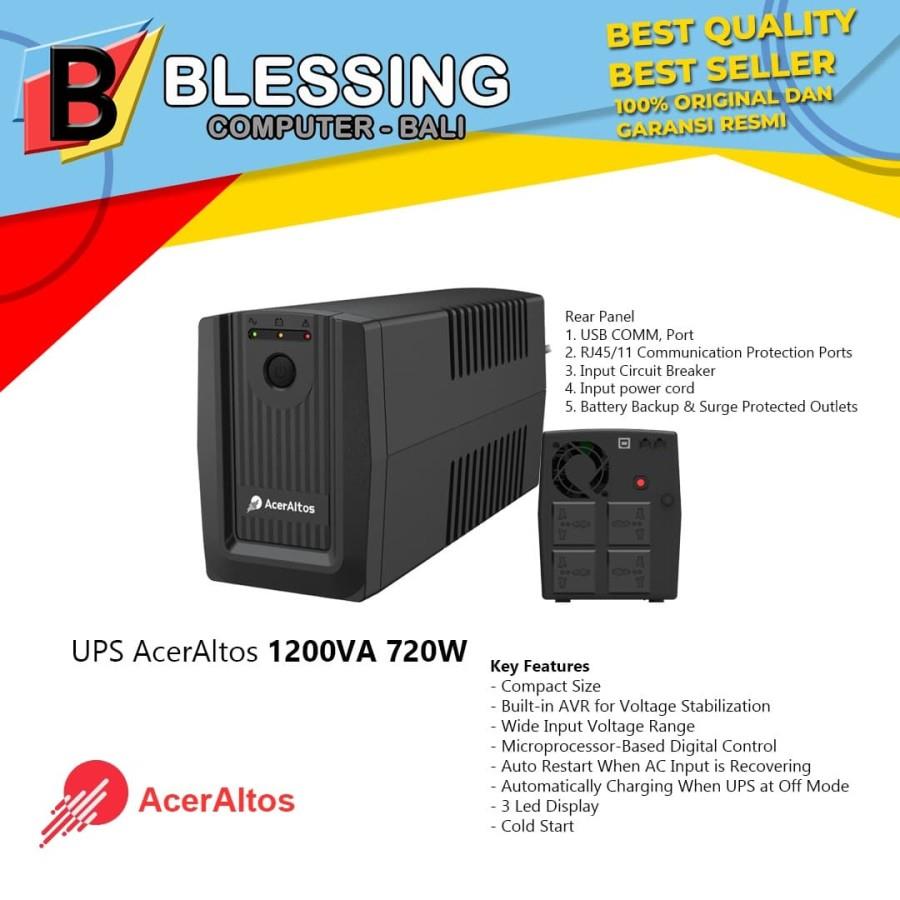 B
BLESSING
COMPUTER - BALI
BEST QUALITY
BEST SELLER
100% ORIGINAL DAN
GARANSI RESMI
Rear Panel
1. USB COMM, Port
2. RJ45/11 Communication Protection Ports
3. Input Circuit Breaker
4. Input power cord
5. Battery Backup & Surge Protected Outlets
AcerAltos
UPS AcerAltos 1200VA 720W
Key Features
- Compact Size
- Built-in AVR for Voltage Stabilization
- Wide Input Voltage Range
- Microprocessor-Based Digital Control
- Auto Restart When AC Input is Recovering
- Automatically Charging When UPS at Off Mode
- 3 Led Display
- Cold Start
AcerAltos